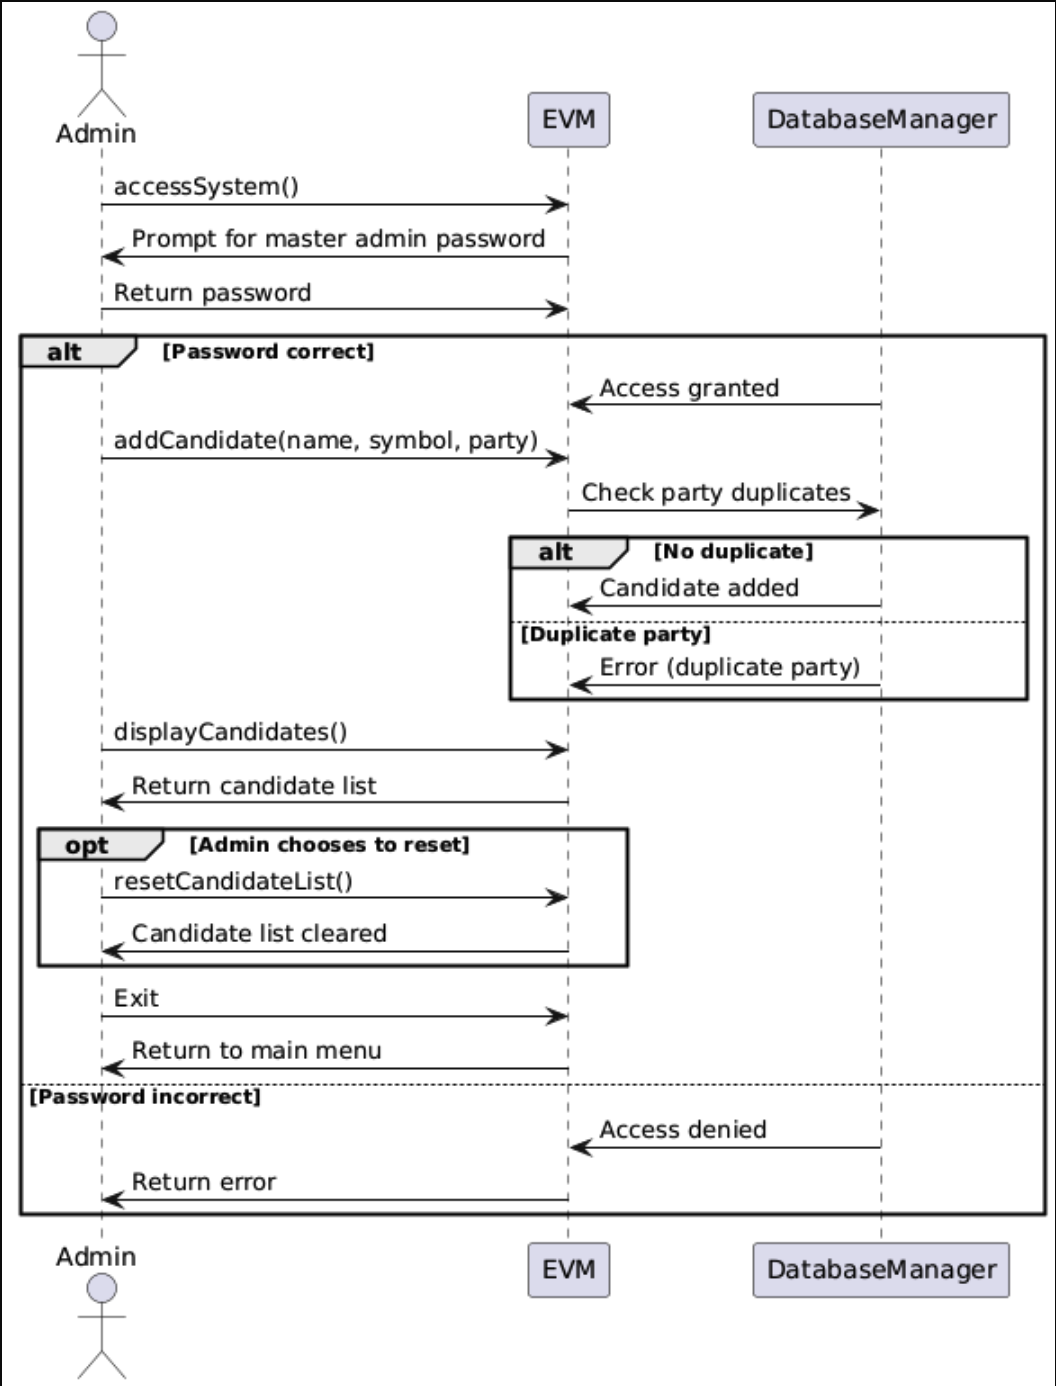 Admin
EVM
DatabaseManager
accessSystem()
Prompt for master admin password
Return password
alt
[Password correct]
Access granted
addCandidate(name, symbol, party)
Check party duplicates
alt
[No duplicate]
Candidate added
[Duplicate party]
Error (duplicate party)
displayCandidates()
Return candidate list
opt
[Admin chooses to reset]
resetCandidateList()
Candidate list cleared
Exit
Return to main menu
[Password incorrect]
Access denied
Return error
Admin
EVM
DatabaseManager